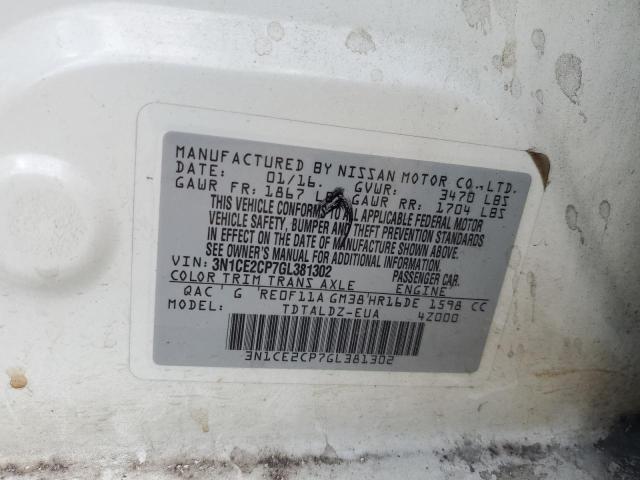 MANUFACTURED BY NISSAN MOTOR CO., LTD.
DATE: 01/16. GVWR: 3470 LBS
GAWR FR: 1867 LBS GAWR RR: 1704 LBS
THIS VEHICLE CONFORMS TO ALL APPLICABLE FEDERAL MOTOR
VEHICLE SAFETY, BUMPER AND THEFT PREVENTION STANDARDS
IN EFFECT ON THE DATE OF MANUFACTURE SHOWN ABOVE.
SEE OWNER'S MANUAL FOR ADDITIONAL INFORMATION.
VIN: 3N1CE2CP7GL381302 PASSENGER CAR.
COLOR TRIM TRANS AXLE ENGINE
QAC G RE0F11A GM38 HR16DE 1598 CC
MODEL: TDTALDZ-EUA 4Z000
3N1CE2CP7GL381302